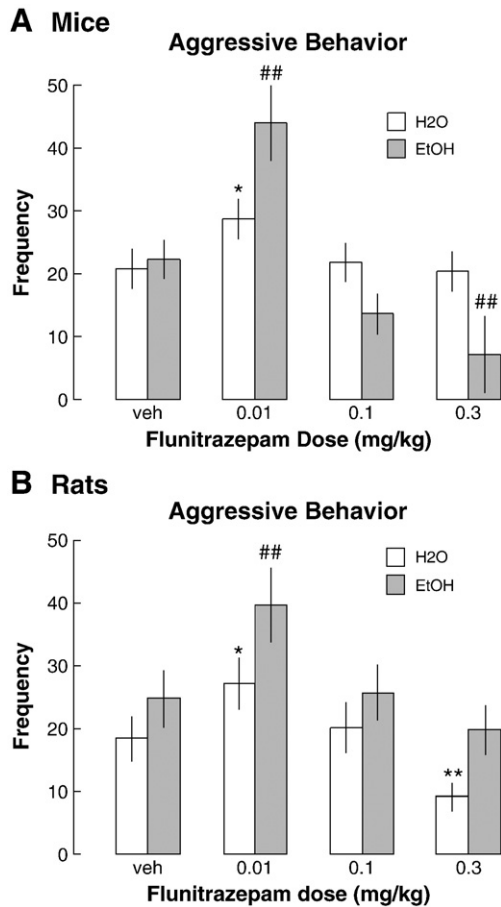 A Mice
Aggressive Behavior
50
40
30
20
10
0
Frequency
##
*
##
H2O
EtOH
veh 0.01 0.1 0.3
Flunitrazepam Dose (mg/kg)
B Rats
Aggressive Behavior
50
40
30
20
10
0
Frequency
##
*
**
H2O
EtOH
veh 0.01 0.1 0.3
Flunitrazepam dose (mg/kg)